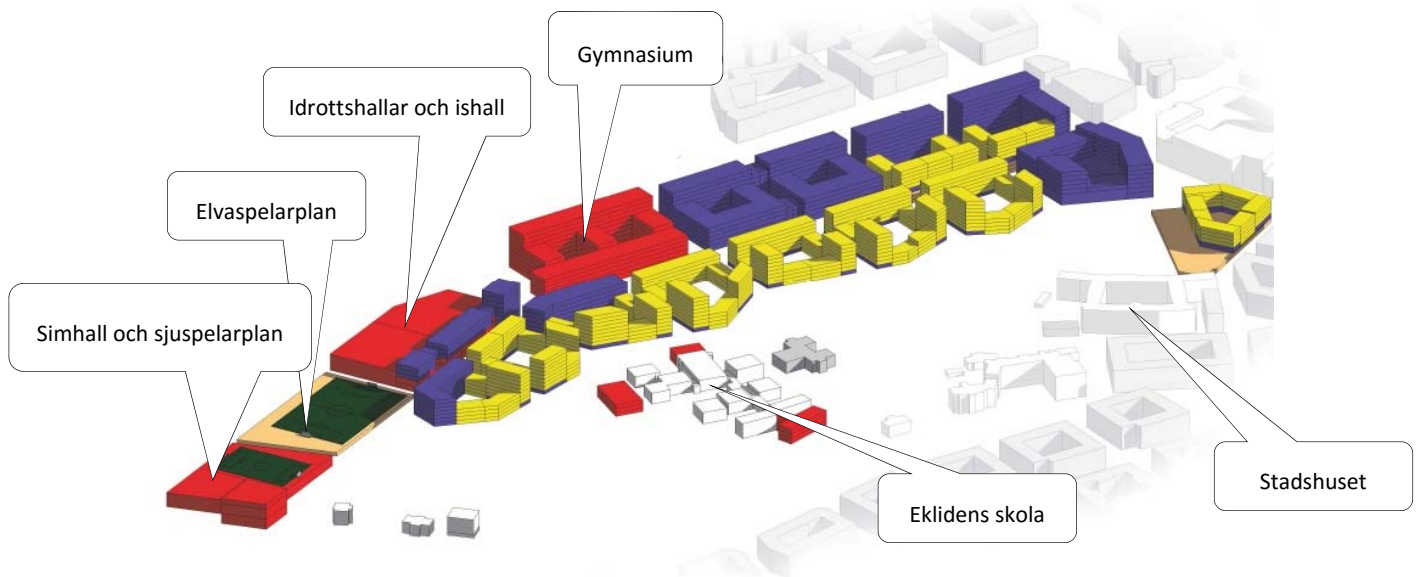 Gymnasium
Idrottshallar och ishall
Elvaspelarplan
Simhall och sjuspelarplan
Stadshuset
Eklidens skola